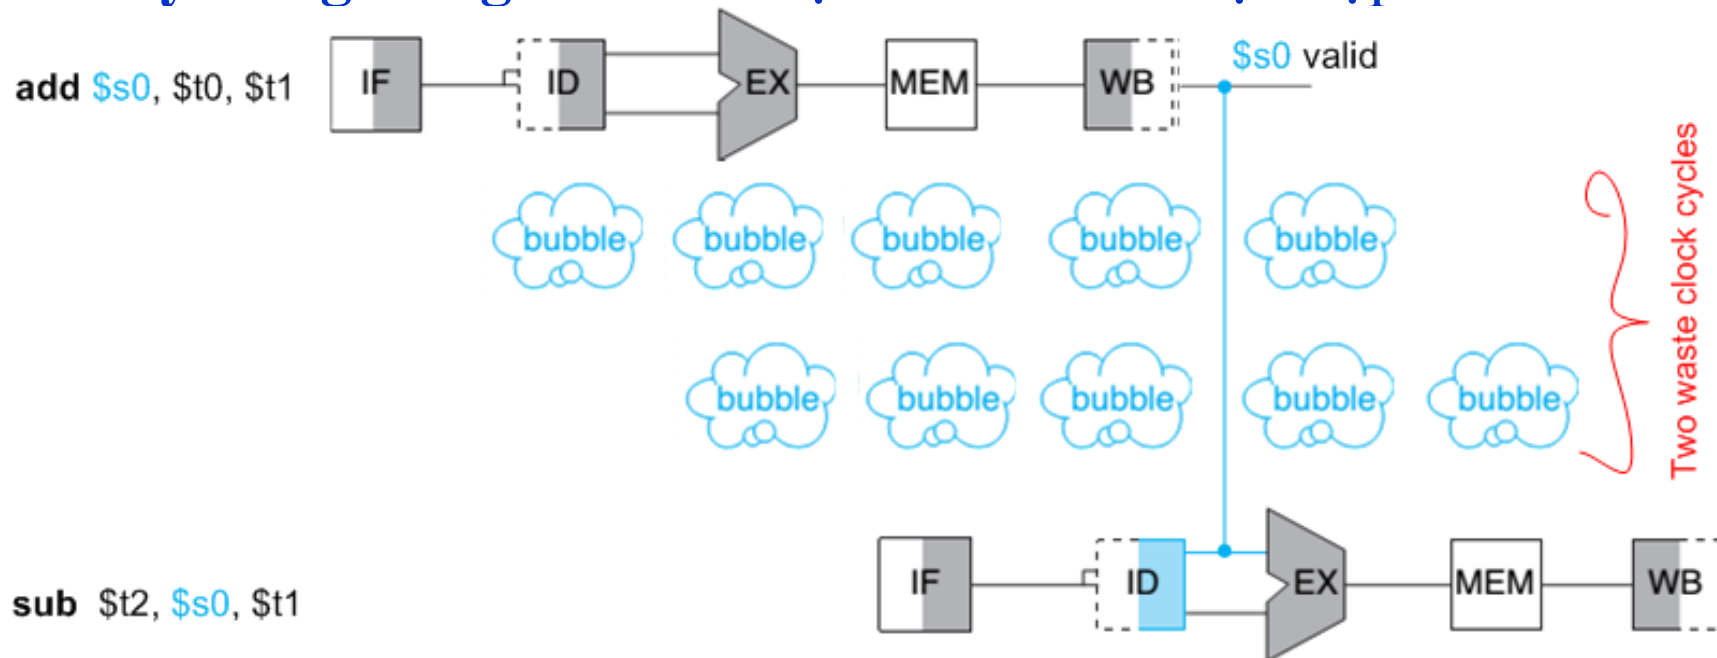 add $s0, $t0, $t1 IF ID EX MEM WB $s0 valid
bubble bubble bubble bubble bubble
bubble bubble bubble bubble bubble
Two waste clock cycles
sub $t2, $s0, $t1 IF ID EX MEM WB